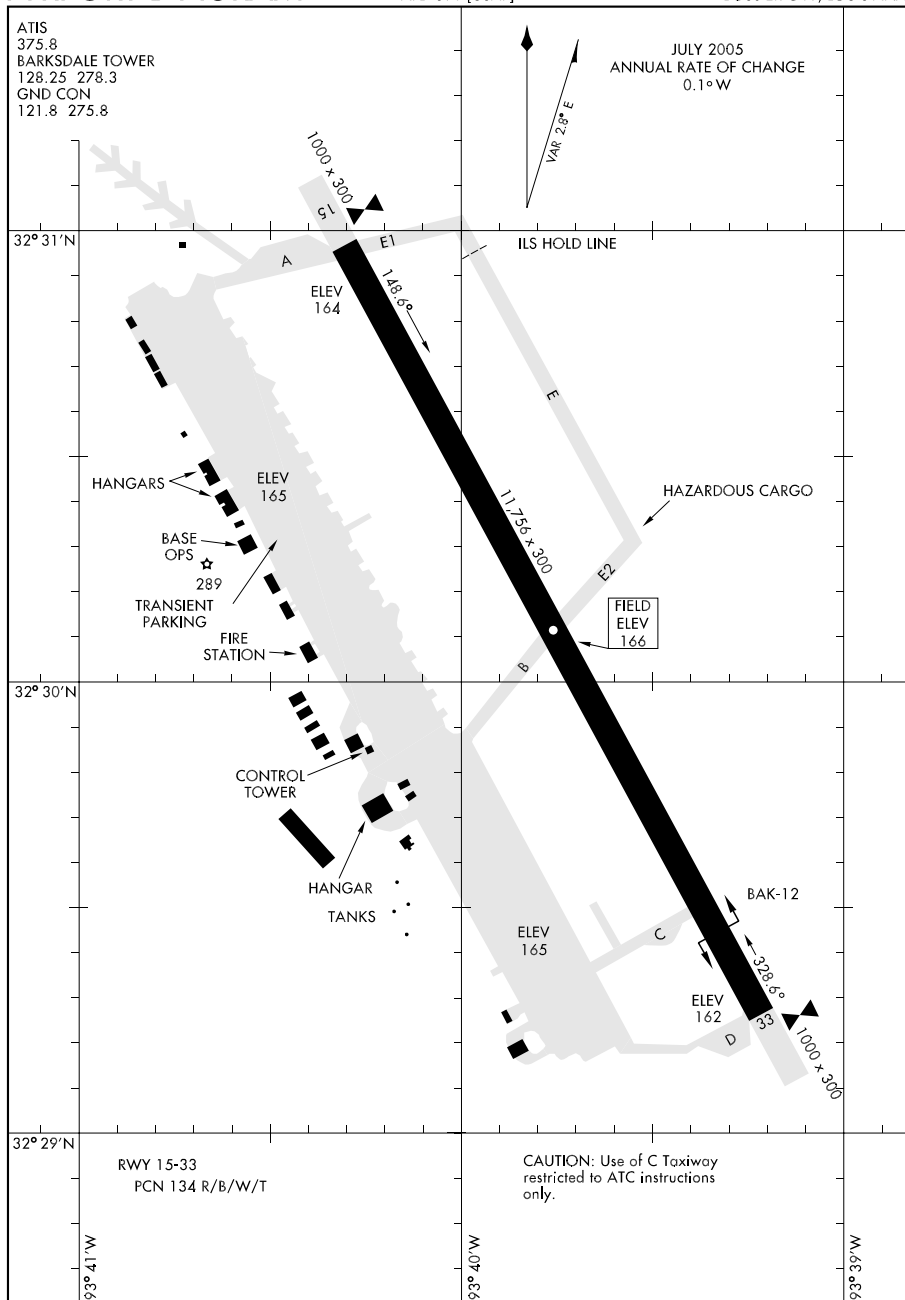 ATIS
375.8
BARKSDALE TOWER
128.25 278.3
GND CON
121.8 275.8
JULY 2005
ANNUAL RATE OF CHANGE
0.1° W
VAR 2.8° E
1000 x 300
15
32° 31'N
A
E1
ILS HOLD LINE
ELEV
164
148.6°
E
HANGARS
ELEV
165
HAZARDOUS CARGO
11,756 x 300
BASE
OPS
289
E2
TRANSIENT
PARKING
FIELD
ELEV
166
FIRE
STATION
B
32° 30'N
CONTROL
TOWER
HANGAR
TANKS
BAK-12
ELEV
165
C
328.6°
ELEV
162
33
D
1000 x 300
32° 29'N
RWY 15-33
PCN 134 R/B/W/T
CAUTION: Use of C Taxiway
restricted to ATC instructions
only.
93° 41'W
93° 40'W
93° 39'W